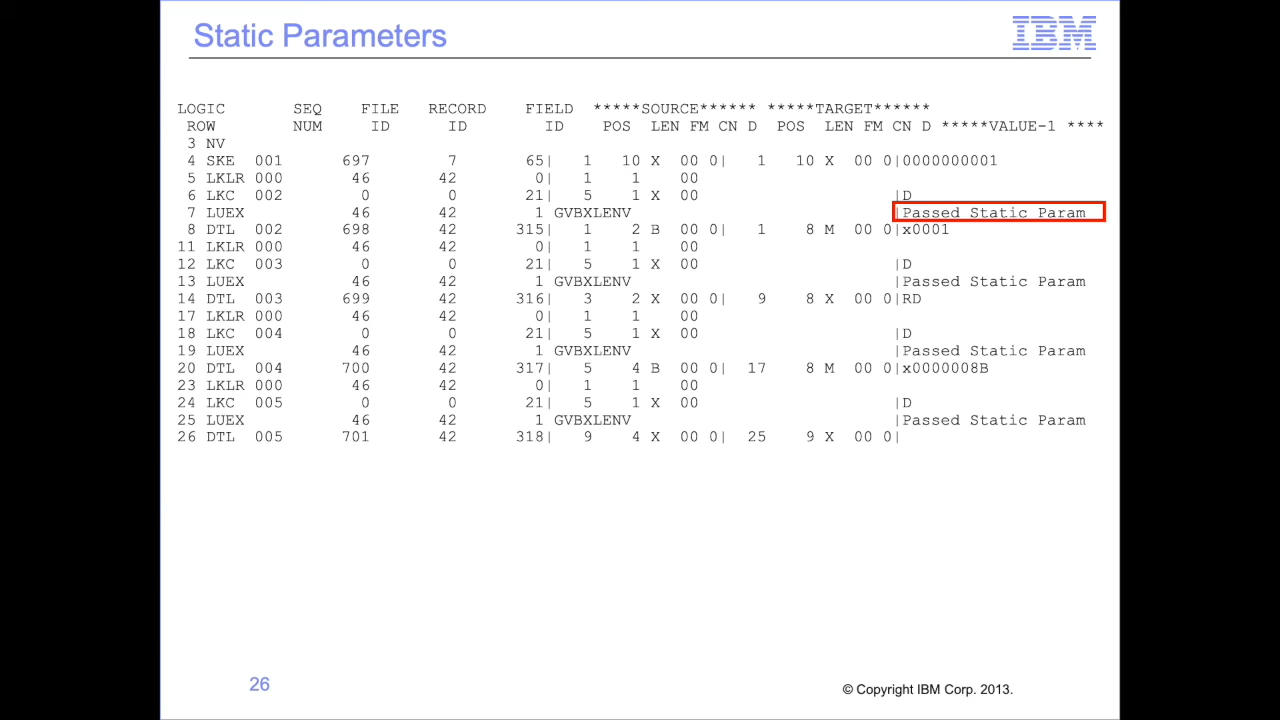 Static Parameters
IBM
LOGIC       SEQ    FILE   RECORD    FIELD  *****SOURCE****** *****TARGET******
 ROW        NUM     ID      ID        ID    POS  LEN FM CN D  POS  LEN FM CN D *****VALUE-1 ****
 3 NV
 4 SKE  001      697        7       65|   1   10 X  00 0|   1   10 X  00 0|0000000001
 5 LKLR 000       46       42        0|   1    1    00
 6 LKC  002        0        0       21|   5    1 X  00                    |D
 7 LUEX           46       42        1 GVBXLENV                           |Passed Static Param
 8 DTL  002      698       42      315|   1    2 B  00 0|   1    8 M  00 0|x0001
11 LKLR 000       46       42        0|   1    1    00
12 LKC  003        0        0       21|   5    1 X  00                    |D
13 LUEX           46       42        1 GVBXLENV                           |Passed Static Param
14 DTL  003      699       42      316|   3    2 X  00 0|   9    8 X  00 0|RD
17 LKLR 000       46       42        0|   1    1    00
18 LKC  004        0        0       21|   5    1 X  00                    |D
19 LUEX           46       42        1 GVBXLENV                           |Passed Static Param
20 DTL  004      700       42      317|   5    4 B  00 0|  17    8 M  00 0|x0000008B
23 LKLR 000       46       42        0|   1    1    00
24 LKC  005        0        0       21|   5    1 X  00                    |D
25 LUEX           46       42        1 GVBXLENV                           |Passed Static Param
26 DTL  005      701       42      318|   9    4 X  00 0|  25    9 X  00 0|
26
© Copyright IBM Corp. 2013.